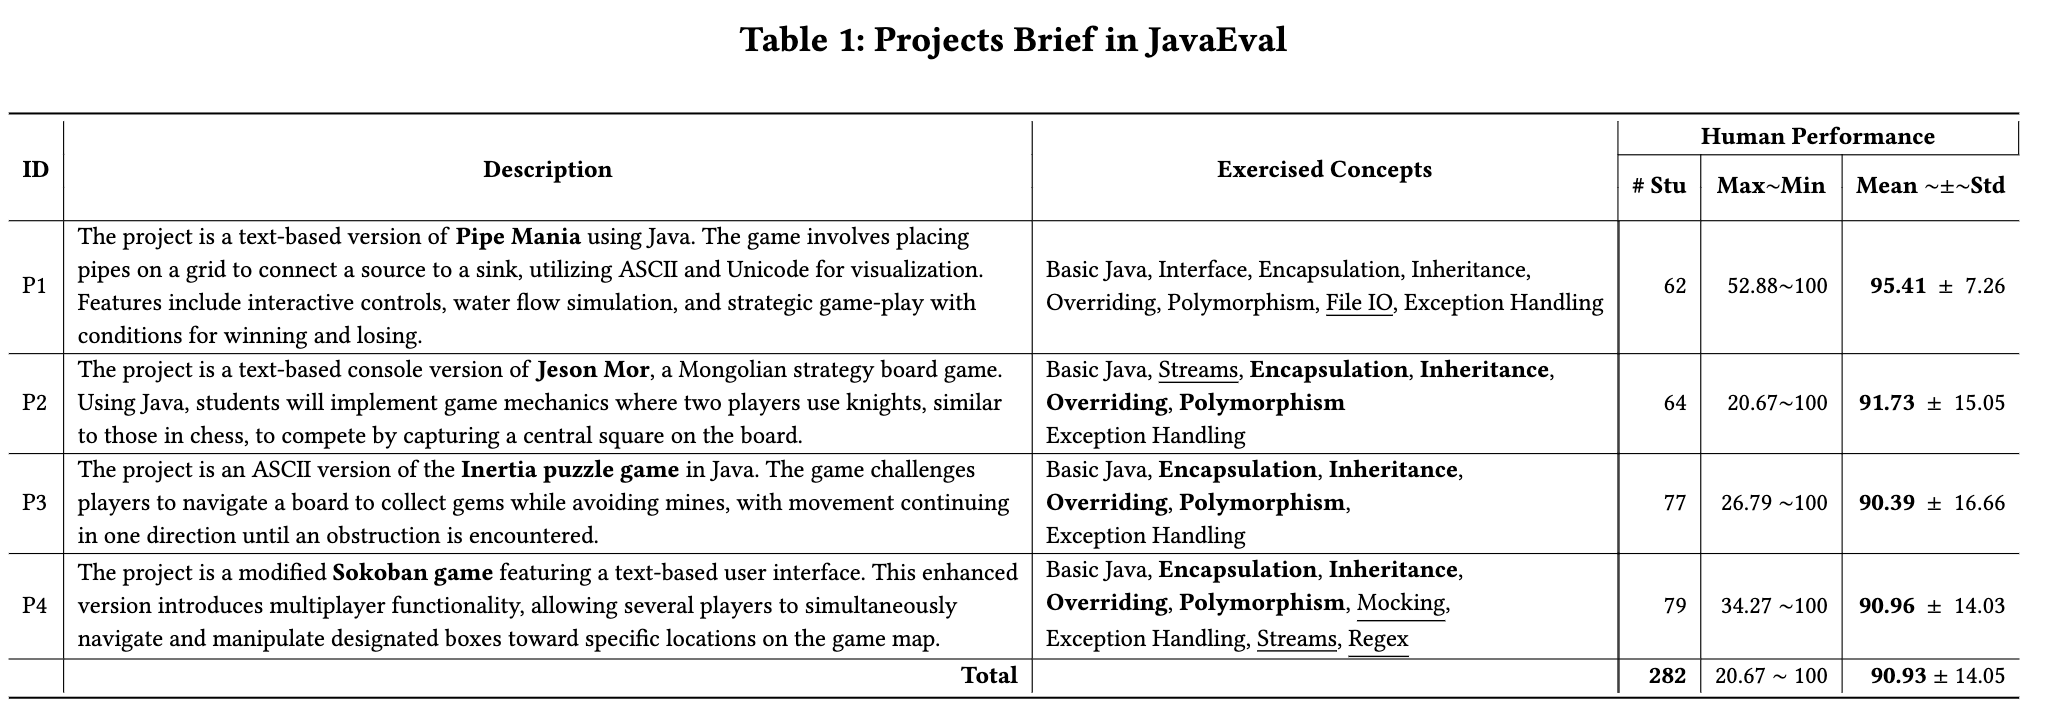 Table 1: Projects Brief in JavaEval
ID
Description
Exercised Concepts
Human Performance
# Stu
Max~Min
Mean ~±~Std
P1
The project is a text-based version of Pipe Mania using Java. The game involves placing
pipes on a grid to connect a source to a sink, utilizing ASCII and Unicode for visualization.
Features include interactive controls, water flow simulation, and strategic game-play with
conditions for winning and losing.
Basic Java, Interface, Encapsulation, Inheritance,
Overriding, Polymorphism, File IO, Exception Handling
62
52.88~100
95.41 ± 7.26
P2
The project is a text-based console version of Jeson Mor, a Mongolian strategy board game.
Using Java, students will implement game mechanics where two players use knights, similar
to those in chess, to compete by capturing a central square on the board.
Basic Java, Streams, Encapsulation, Inheritance,
Overriding, Polymorphism
Exception Handling
64
20.67~100
91.73 ± 15.05
P3
The project is an ASCII version of the Inertia puzzle game in Java. The game challenges
players to navigate a board to collect gems while avoiding mines, with movement continuing
in one direction until an obstruction is encountered.
Basic Java, Encapsulation, Inheritance,
Overriding, Polymorphism,
Exception Handling
77
26.79 ~100
90.39 ± 16.66
P4
The project is a modified Sokoban game featuring a text-based user interface. This enhanced
version introduces multiplayer functionality, allowing several players to simultaneously
navigate and manipulate designated boxes toward specific locations on the game map.
Basic Java, Encapsulation, Inheritance,
Overriding, Polymorphism, Mocking,
Exception Handling, Streams, Regex
79
34.27 ~100
90.96 ± 14.03
Total
282
20.67 ~ 100
90.93 ± 14.05